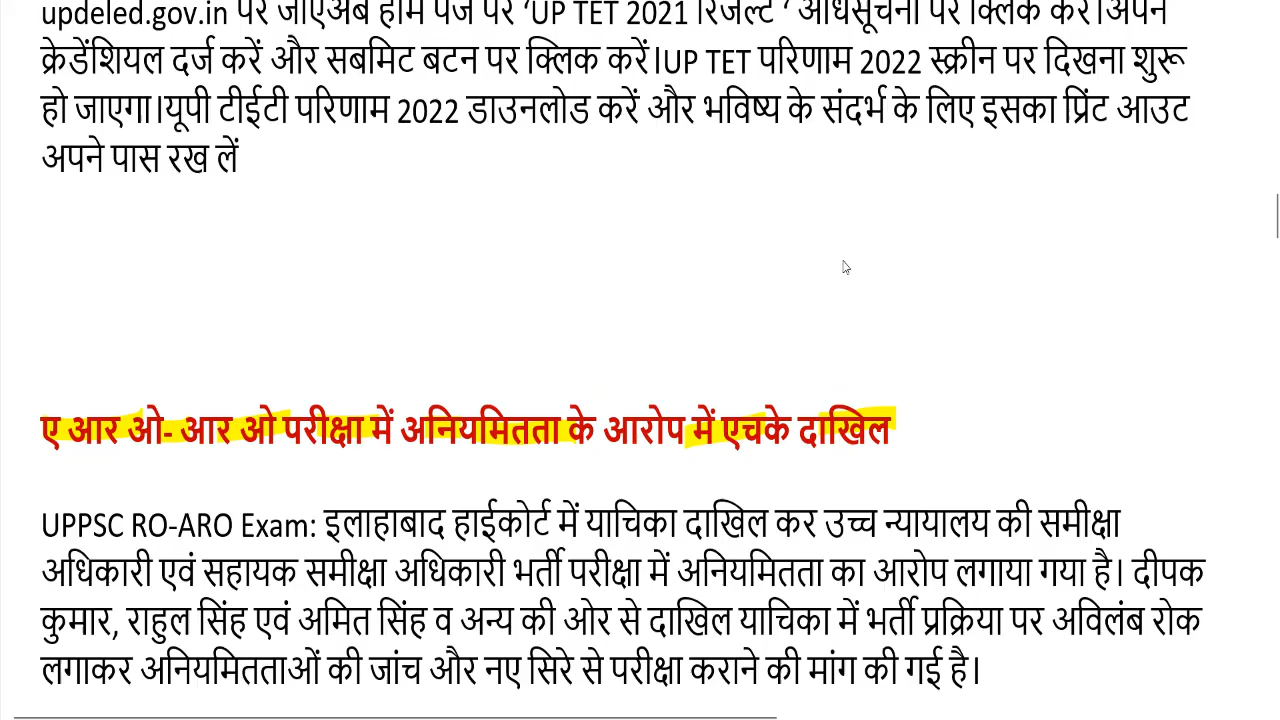 updeled.gov.in पर जाएंअब होम पेज पर ‘UP TET 2021 रिजल्ट ‘ अधिसूचना पर क्लिक करें।अपने
क्रेडेंशियल दर्ज करें और सबमिट बटन पर क्लिक करें।UP TET परिणाम 2022 स्क्रीन पर दिखना शुरू
हो जाएगा।यूपी टीईटी परिणाम 2022 डाउनलोड करें और भविष्य के संदर्भ के लिए इसका प्रिंट आउट
अपने पास रख लें
ए आर ओ- आर ओ परीक्षा में अनियमितता के आरोप में एचके दाखिल
UPPSC RO-ARO Exam: इलाहाबाद हाईकोर्ट में याचिका दाखिल कर उच्च न्यायालय की समीक्षा
अधिकारी एवं सहायक समीक्षा अधिकारी भर्ती परीक्षा में अनियमितता का आरोप लगाया गया है। दीपक
कुमार, राहुल सिंह एवं अमित सिंह व अन्य की ओर से दाखिल याचिका में भर्ती प्रक्रिया पर अविलंब रोक
लगाकर अनियमितताओं की जांच और नए सिरे से परीक्षा कराने की मांग की गई है।